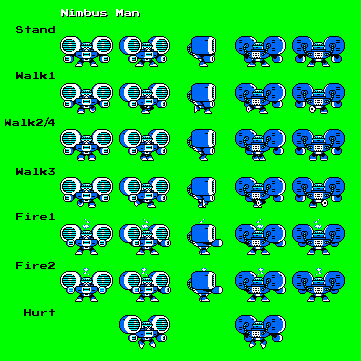 Nimbus Man
Stand
Walk1
Walk2/4
Walk3
Fire1
Fire2
Hurt